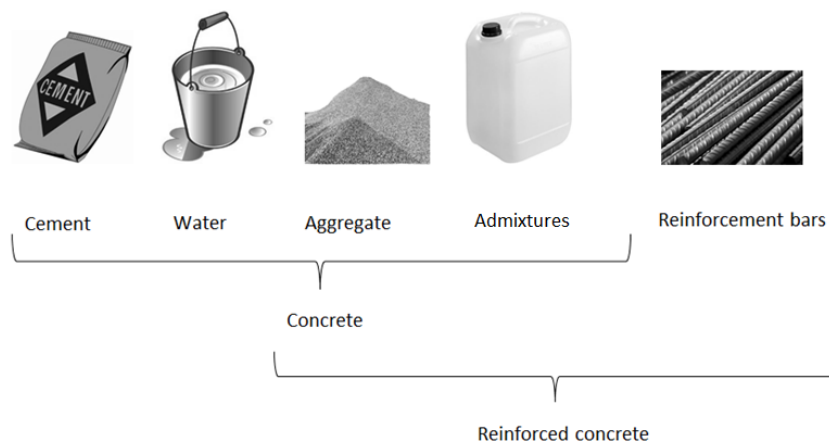 CEMENT
Cement Water Aggregate Admixtures Reinforcement bars
Concrete
Reinforced concrete